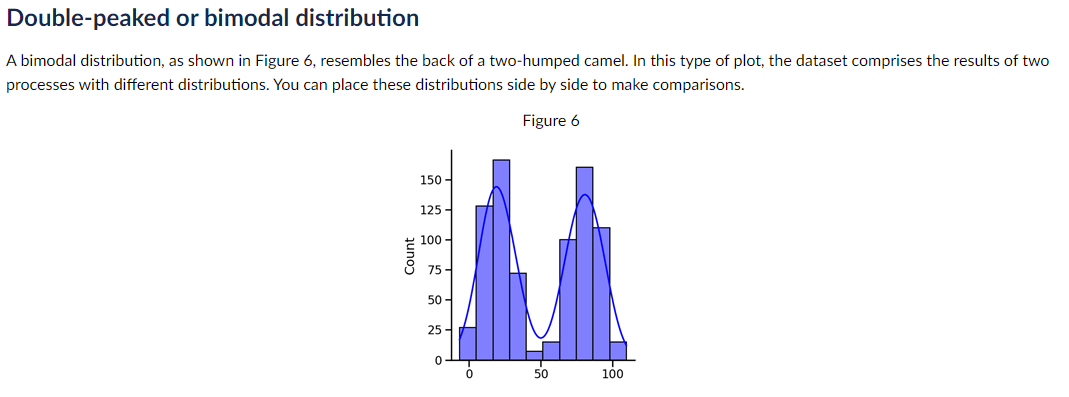 Double-peaked or bimodal distribution
A bimodal distribution, as shown in Figure 6, resembles the back of a two-humped camel. In this type of plot, the dataset comprises the results of two
processes with different distributions. You can place these distributions side by side to make comparisons.
Figure 6
150
125
100
75
50
25
0
Count
0 50 100